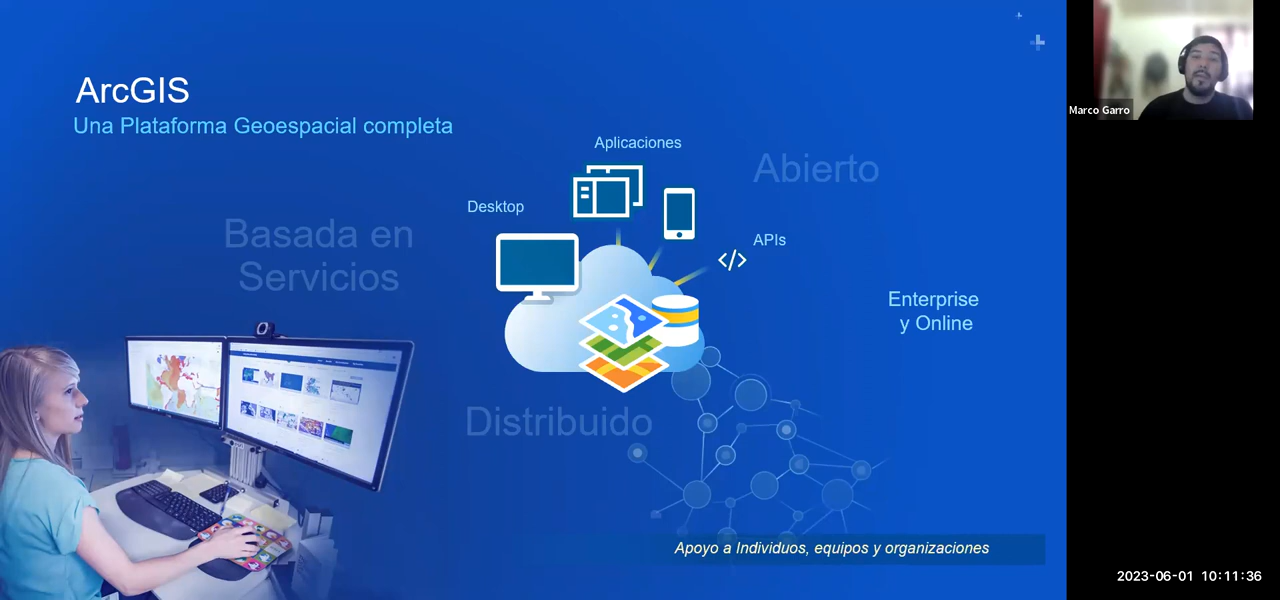 ArcGIS
Una Plataforma Geoespacial completa
Aplicaciones
Abierto
Desktop
Basada en
Servicios
APIs
Enterprise
y Online
Distribuido
Apoyo a Individuos, equipos y organizaciones
Marco Garro
2023-06-01 10:11:36